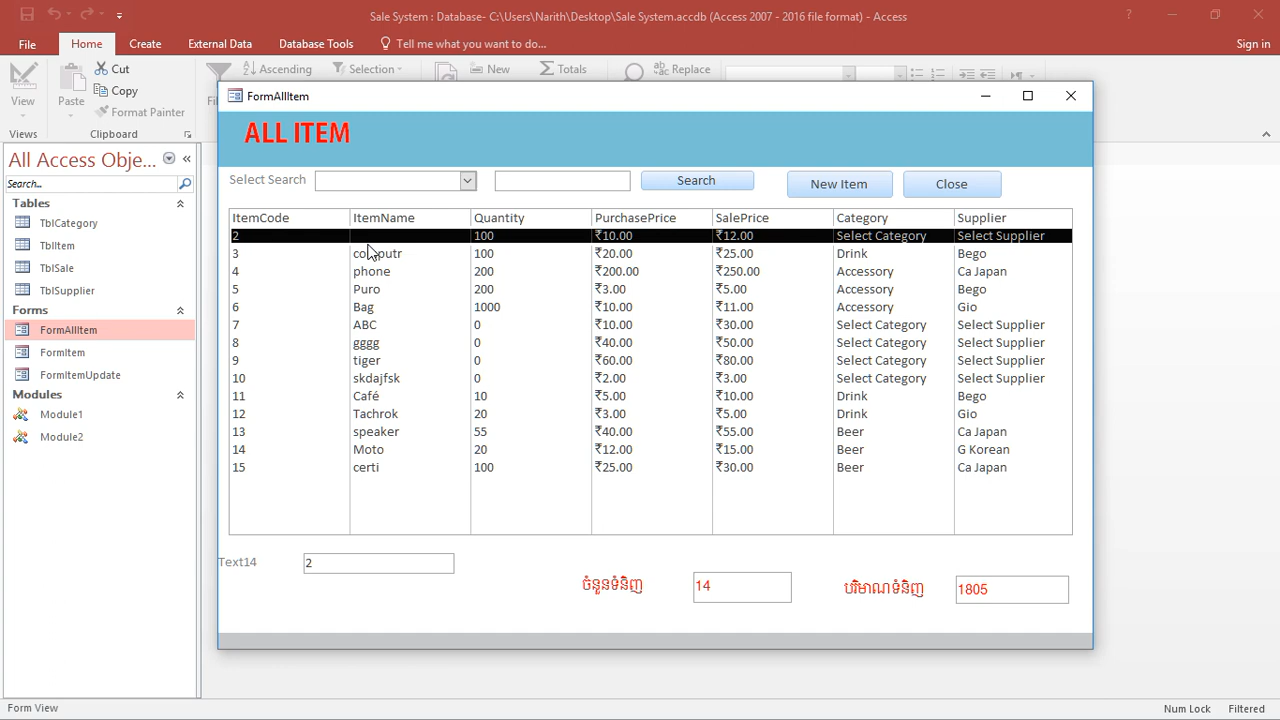 Sale System : Database- C:\Users\Narith\Desktop\Sale System.accdb (Access 2007 - 2016 file format) - Access
File Home Create External Data Database Tools Tell me what you want to do... Sign in
View
Views
Paste
Cut
Copy
Format Painter
Clipboard
Ascending
Selection
New
Totals
Replace
All Access Obje...
Search...
Tables
TblCategory
TblItem
TblSale
TblSupplier
Forms
FormAllItem
FormItem
FormItemUpdate
Modules
Module1
Module2
FormAllItem
ALL ITEM
Select Search Search New Item Close
ItemCode ItemName Quantity PurchasePrice SalePrice Category Supplier
2 100 ₹10.00 ₹12.00 Select Category Select Supplier
3 computr 100 ₹20.00 ₹25.00 Drink Bego
4 phone 200 ₹200.00 ₹250.00 Accessory Ca Japan
5 Puro 200 ₹3.00 ₹5.00 Accessory Bego
6 Bag 1000 ₹10.00 ₹11.00 Accessory Gio
7 ABC 0 ₹10.00 ₹30.00 Select Category Select Supplier
8 gggg 0 ₹40.00 ₹50.00 Select Category Select Supplier
9 tiger 0 ₹60.00 ₹80.00 Select Category Select Supplier
10 skdajfsk 0 ₹2.00 ₹3.00 Select Category Select Supplier
11 Café 10 ₹5.00 ₹10.00 Drink Bego
12 Tachrok 20 ₹3.00 ₹5.00 Drink Gio
13 speaker 55 ₹40.00 ₹55.00 Beer Ca Japan
14 Moto 20 ₹12.00 ₹15.00 Beer G Korean
15 certi 100 ₹25.00 ₹30.00 Beer Ca Japan
Text14 2
ចំនួនទំនិញ 14 បរិមាណទំនិញ 1805
Form View Num Lock Filtered